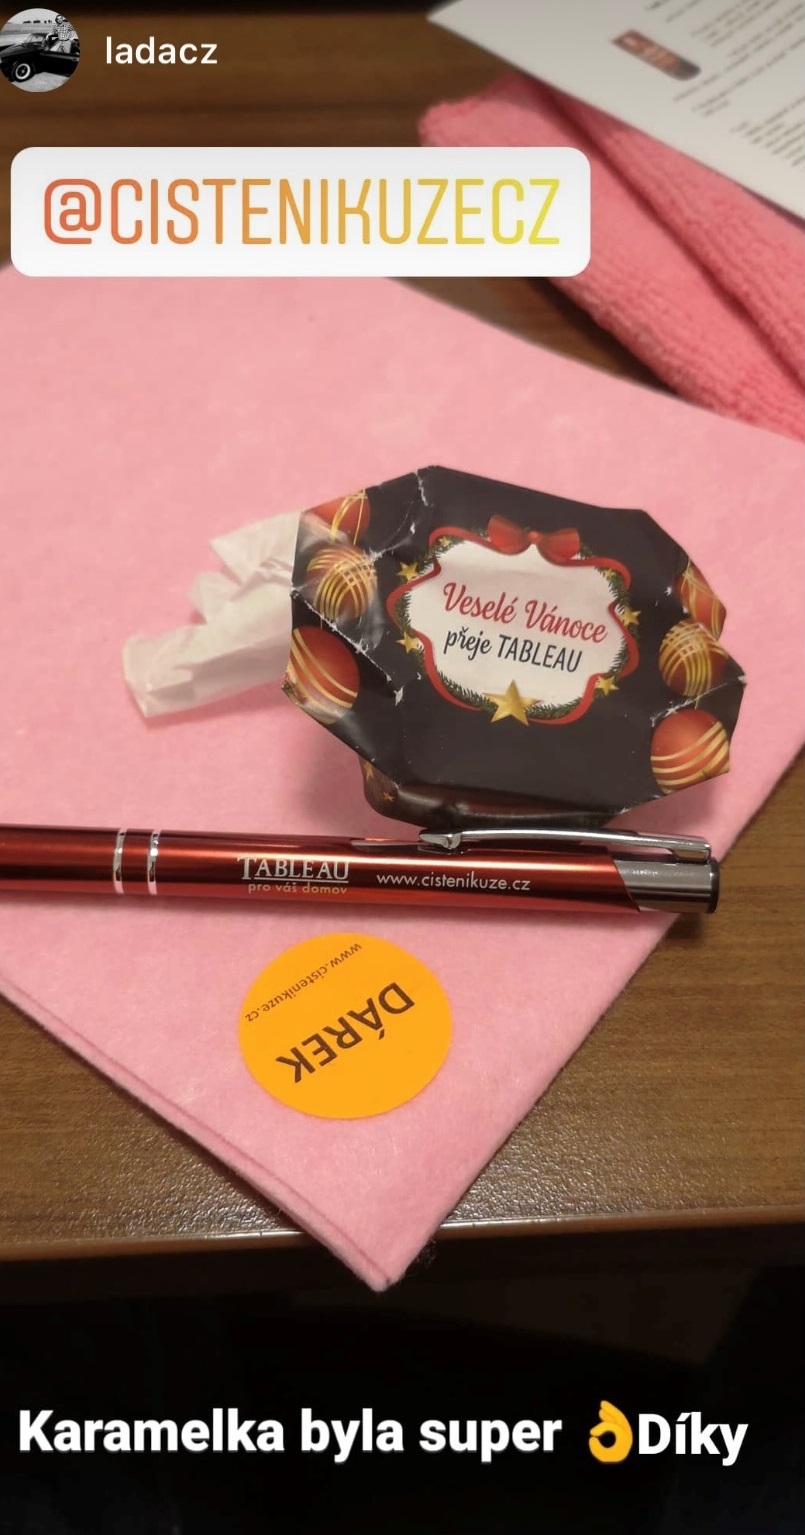 ladacz
@CISTENIKUZECZ
Veselé Vánoce
přeje TABLEAU
TABLEAU
pro váš domov
www.cistenikuze.cz
www.cistenikuze.cz
DÁREK
Karamelka byla super 👌Díky